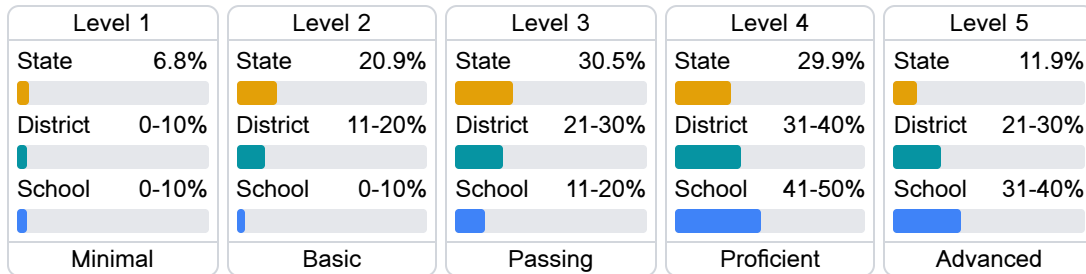 Level 1
State 6.8%
District 0-10%
School 0-10%
Minimal
Level 2
State 20.9%
District 11-20%
School 0-10%
Basic
Level 3
State 30.5%
District 21-30%
School 11-20%
Passing
Level 4
State 29.9%
District 31-40%
School 41-50%
Proficient
Level 5
State 11.9%
District 21-30%
School 31-40%
Advanced